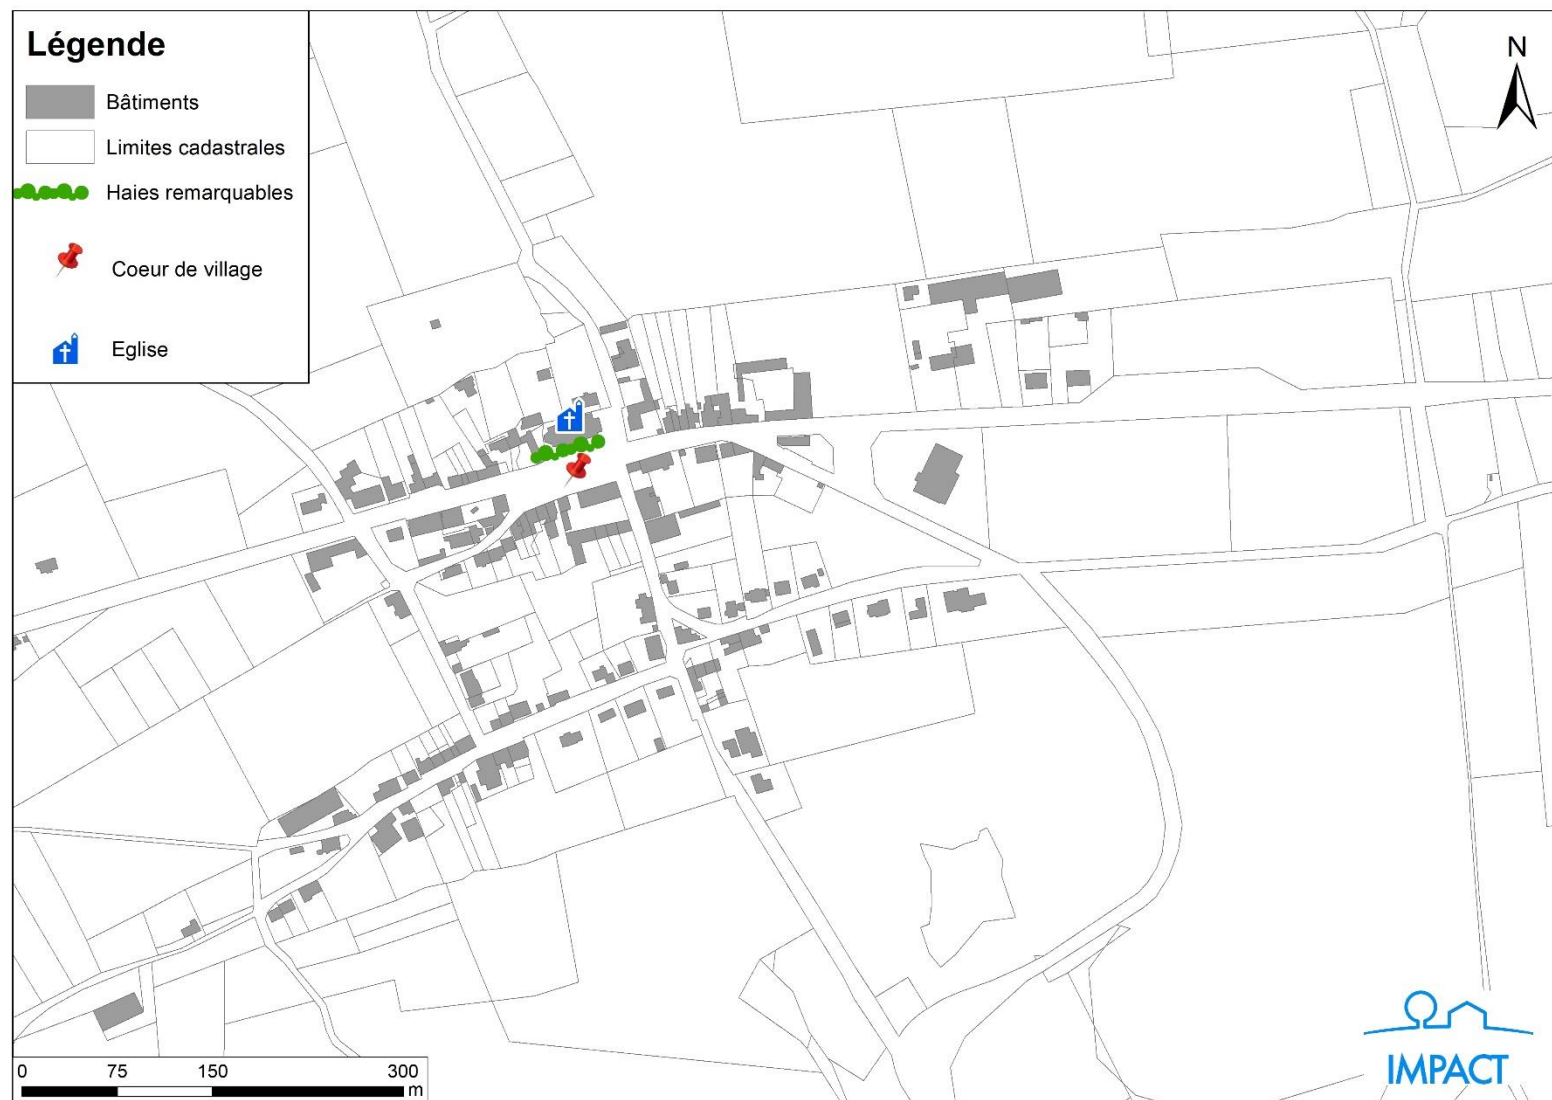 Légende
Bâtiments
Limites cadastrales
Haies remarquables
Coeur de village
Eglise
N
0 75 150 300
m
IMPACT